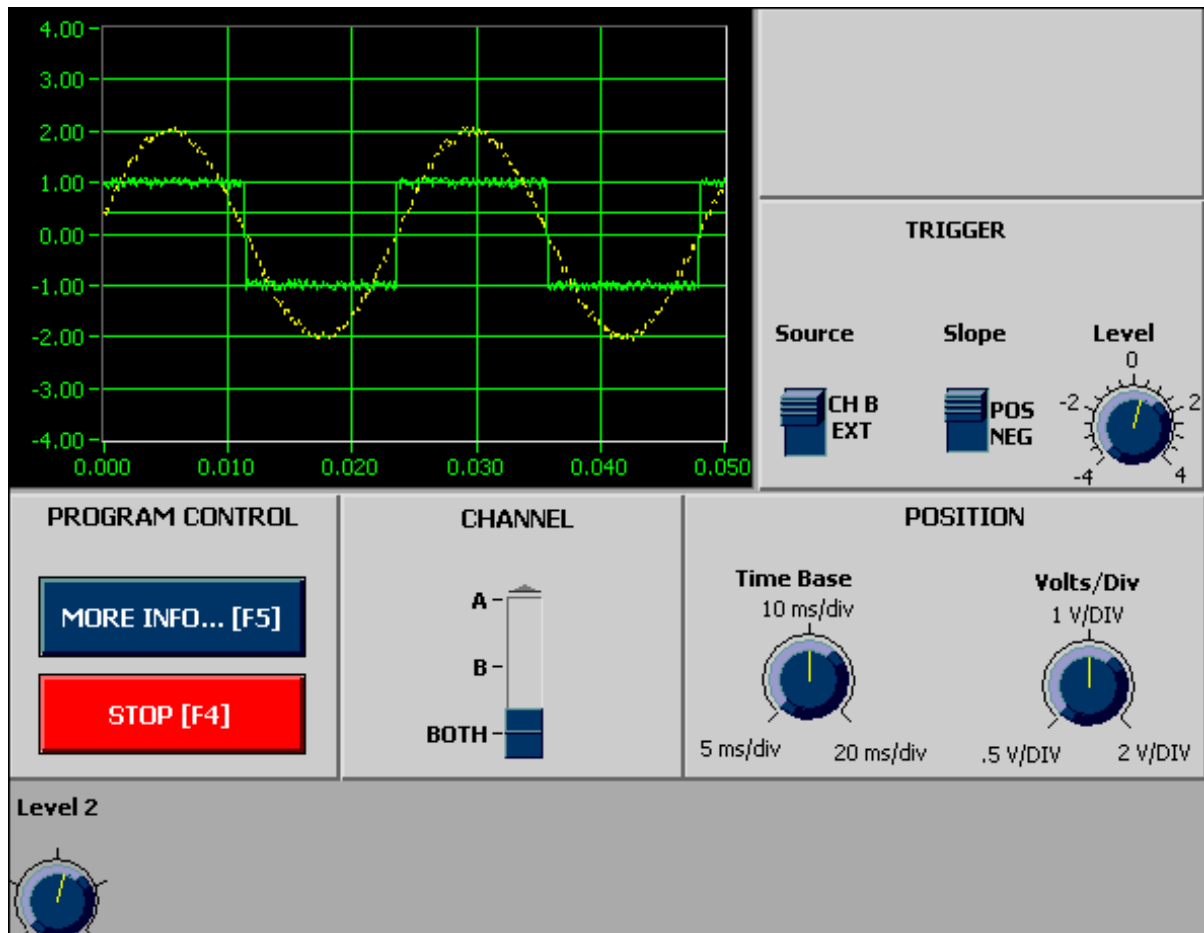 4.00
3.00
2.00
1.00
0.00
-1.00
-2.00
-3.00
-4.00
0.000 0.010 0.020 0.030 0.040 0.050
TRIGGER
Source Slope Level
CH B
EXT
POS
NEG
0
-2 2
-4 4
PROGRAM CONTROL
MORE INFO... [F5]
STOP [F4]
CHANNEL
A
B
BOTH
POSITION
Time Base
10 ms/div
5 ms/div 20 ms/div
Volts/Div
1 V/DIV
.5 V/DIV 2 V/DIV
Level 2